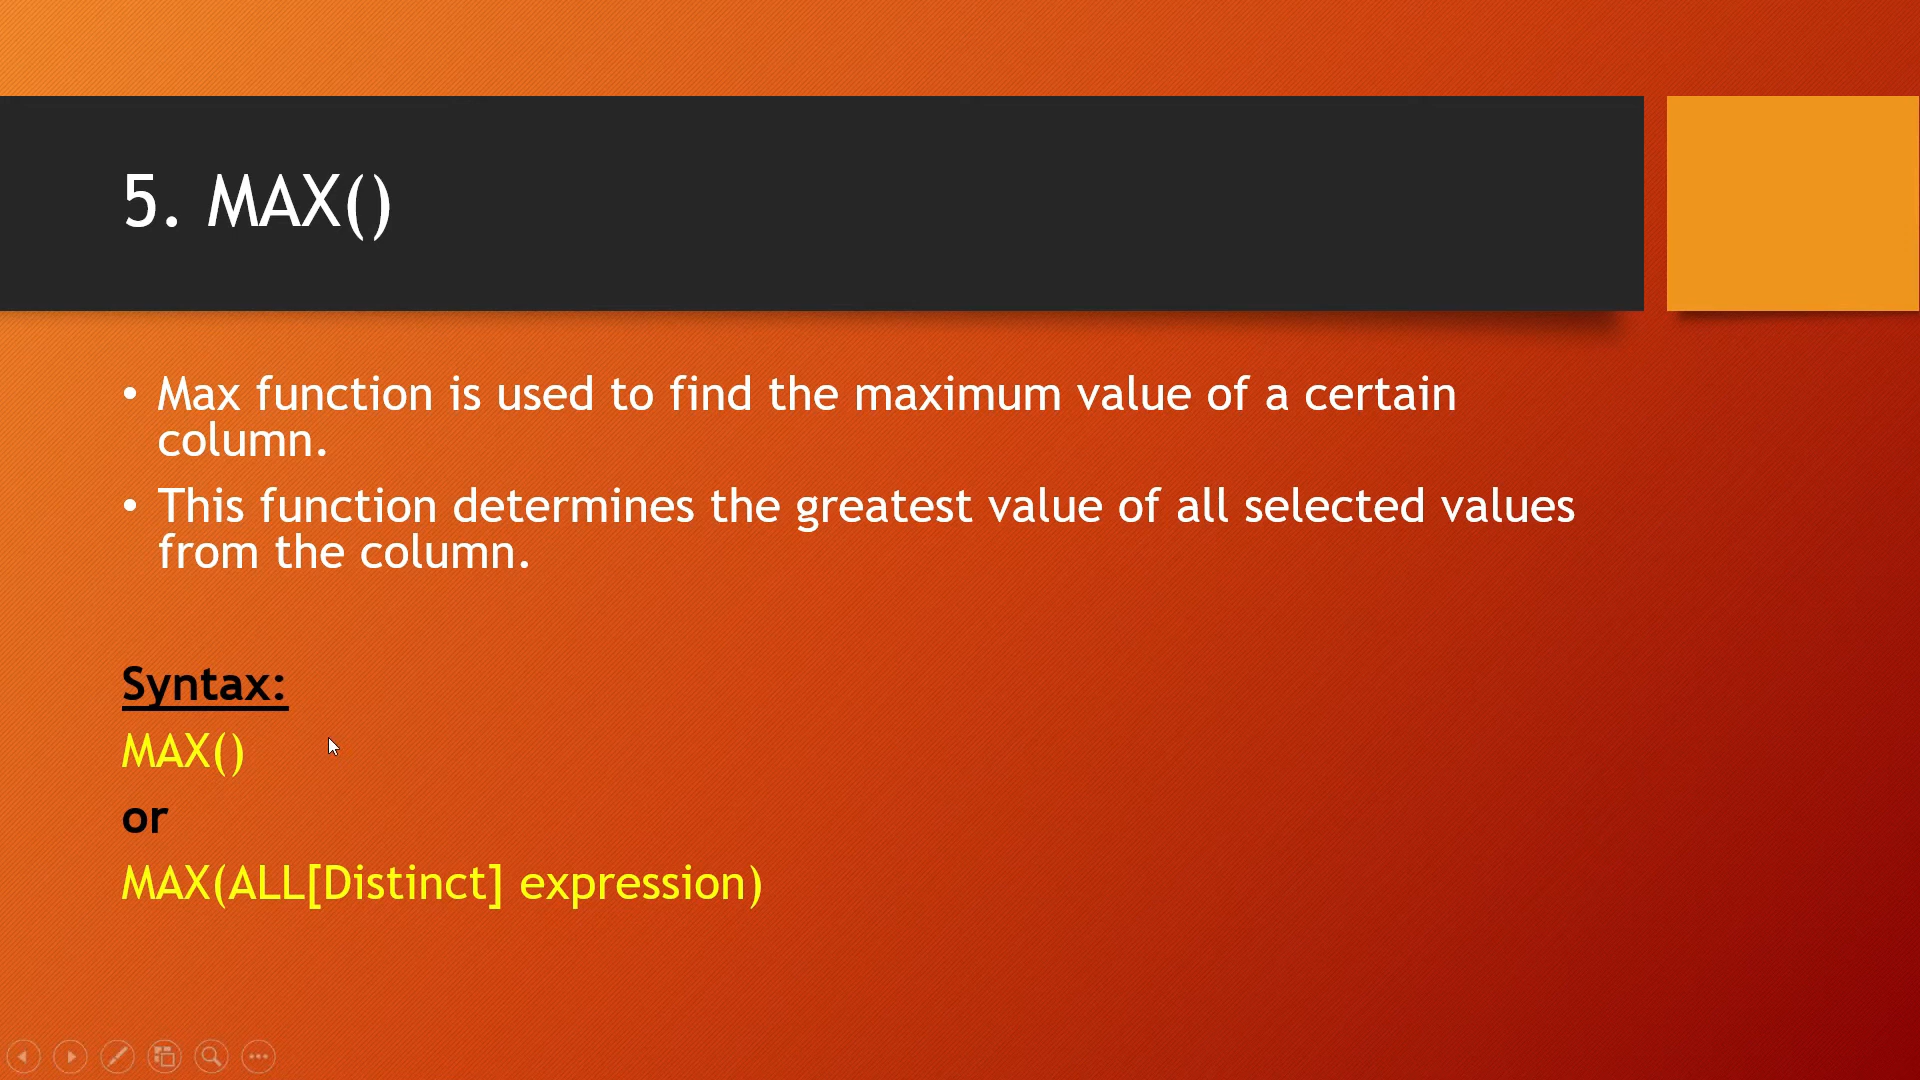 5. MAX()
• Max function is used to find the maximum value of a certain
column.
• This function determines the greatest value of all selected values
from the column.
Syntax:
MAX()
or
MAX(ALL[Distinct] expression)